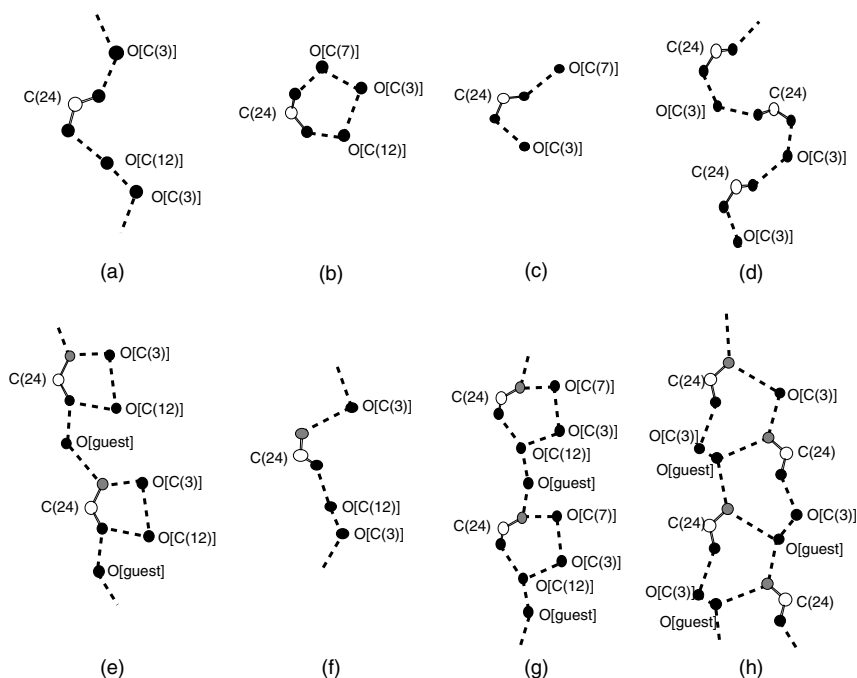 O[C(3)]
C(24)
O[C(12)]
O[C(3)]
(a)
O[C(7)]
O[C(3)]
C(24)
O[C(12)]
(b)
O[C(7)]
C(24)
O[C(3)]
(c)
C(24)
C(24)
O[C(3)]
O[C(3)]
C(24)
O[C(3)]
(d)
O[C(3)]
C(24)
O[C(12)]
O[guest]
O[C(3)]
C(24)
O[C(12)]
O[guest]
(e)
O[C(3)]
C(24)
O[C(12)]
O[C(3)]
(f)
O[C(7)]
C(24)
O[C(3)]
O[C(12)]
O[guest]
O[C(7)]
C(24)
O[C(3)]
O[C(12)]
O[guest]
(g)
C(24)
O[C(3)]
O[C(3)]
C(24)
O[guest]
C(24)
O[C(3)]
O[guest]
O[C(3)]
C(24)
O[guest]
(h)